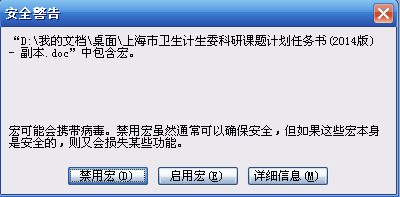 安全警告
“D:\我的文档\桌面\上海市卫生计生委科研课题计划任务书(2014版)
- 副本.doc”中包含宏。
宏可能会携带病毒。禁用宏虽然通常可以确保安全，但如果这些宏本身
是安全的，则又会损失某些功能。
禁用宏(D) 启用宏(E) 详细信息(M)